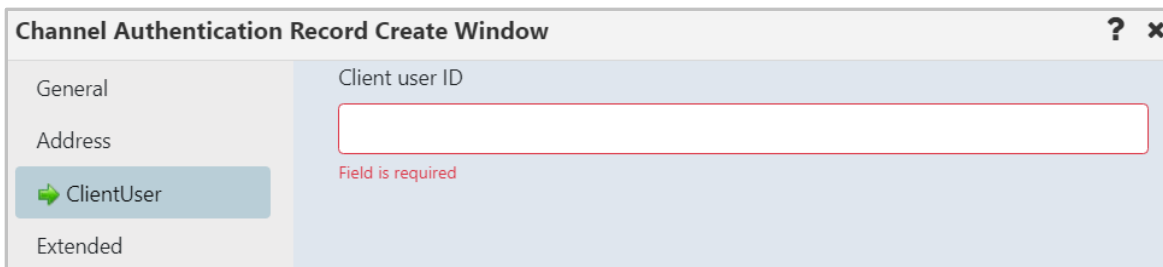 Channel Authentication Record Create Window ? ×
General
Client user ID
Address
Field is required
ClientUser
Extended